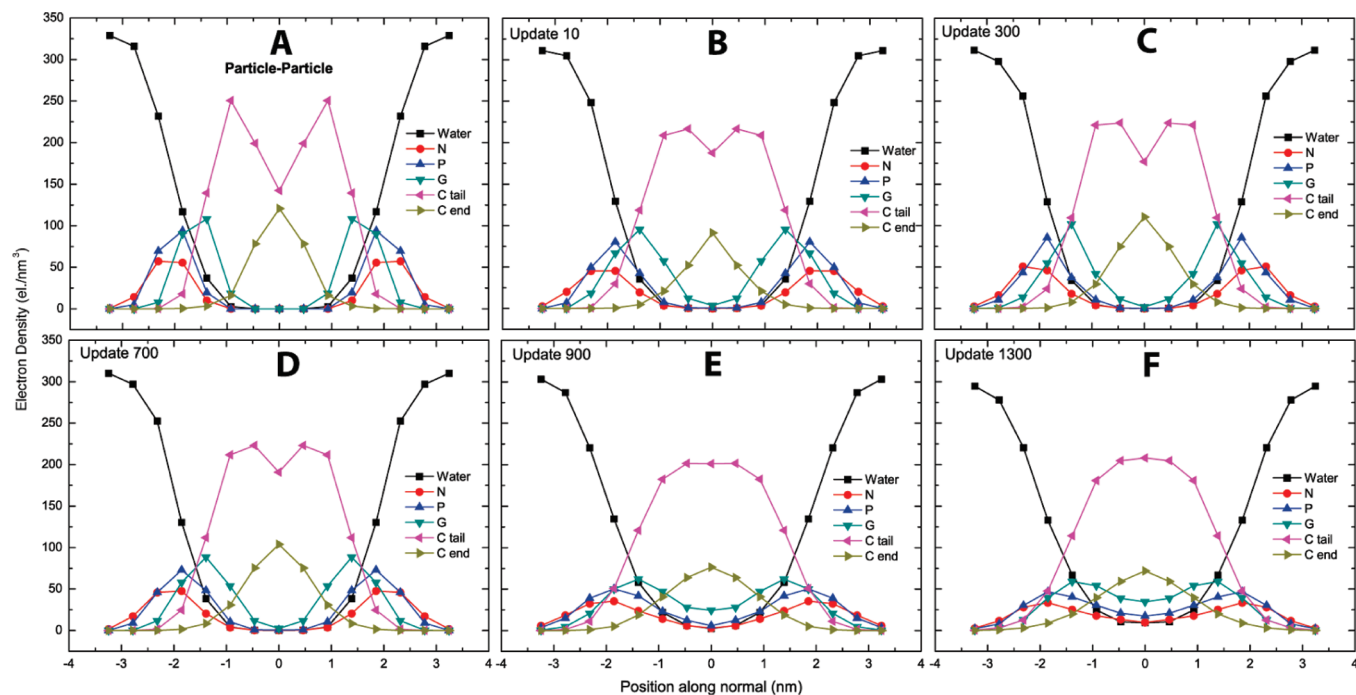 A
Particle-Particle
Water
N
P
G
C tail
C end
Update 10
B
Water
N
P
G
C tail
C end
Update 300
C
Water
N
P
G
C tail
C end
350
300
250
200
150
100
50
0
Update 700
D
Water
N
P
G
C tail
C end
Update 900
E
Water
N
P
G
C tail
C end
Update 1300
F
Water
N
P
G
C tail
C end
350
300
250
200
150
100
50
0
-4 -3 -2 -1 0 1 2 3 4
-3 -2 -1 0 1 2 3 4
-3 -2 -1 0 1 2 3 4
Electron Density (el./nm³)
Position along normal (nm)